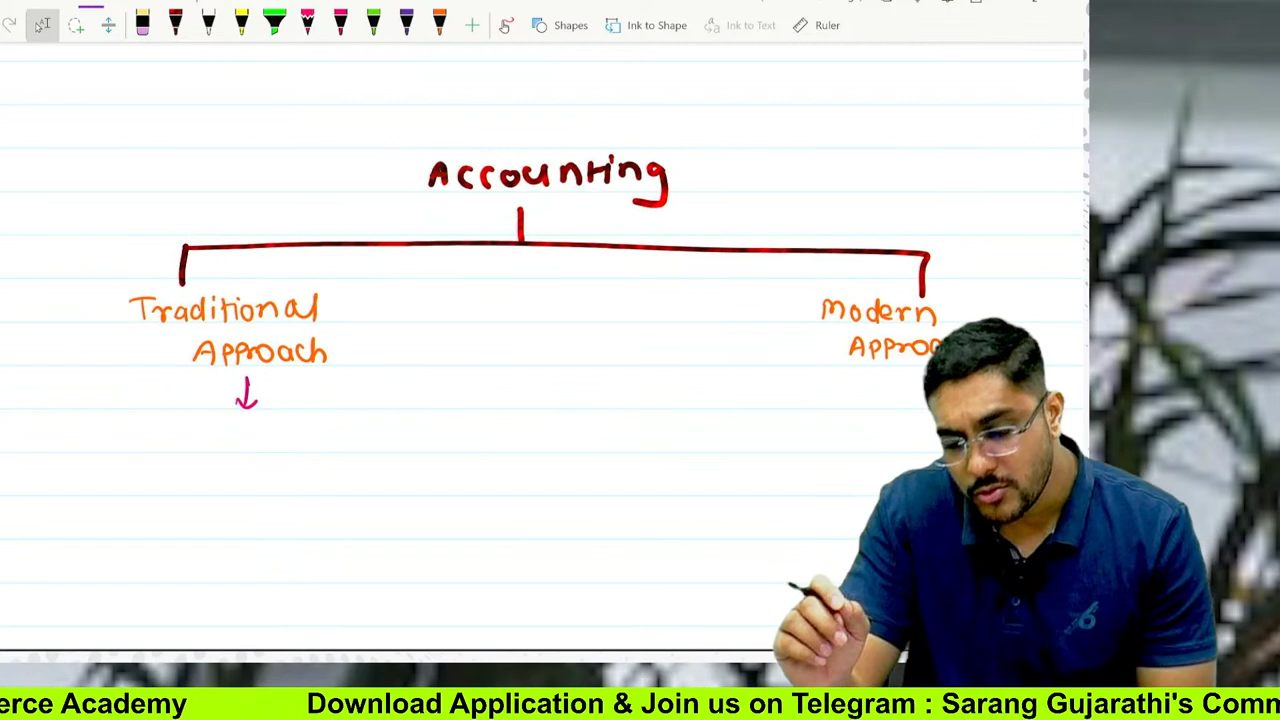 Shapes
Ink to Shape
Ink to Text
Ruler
Accounting
Traditional
Approach
Modern
Approa
erce Academy
Download Application & Join us on Telegram : Sarang Gujarathi's Comm